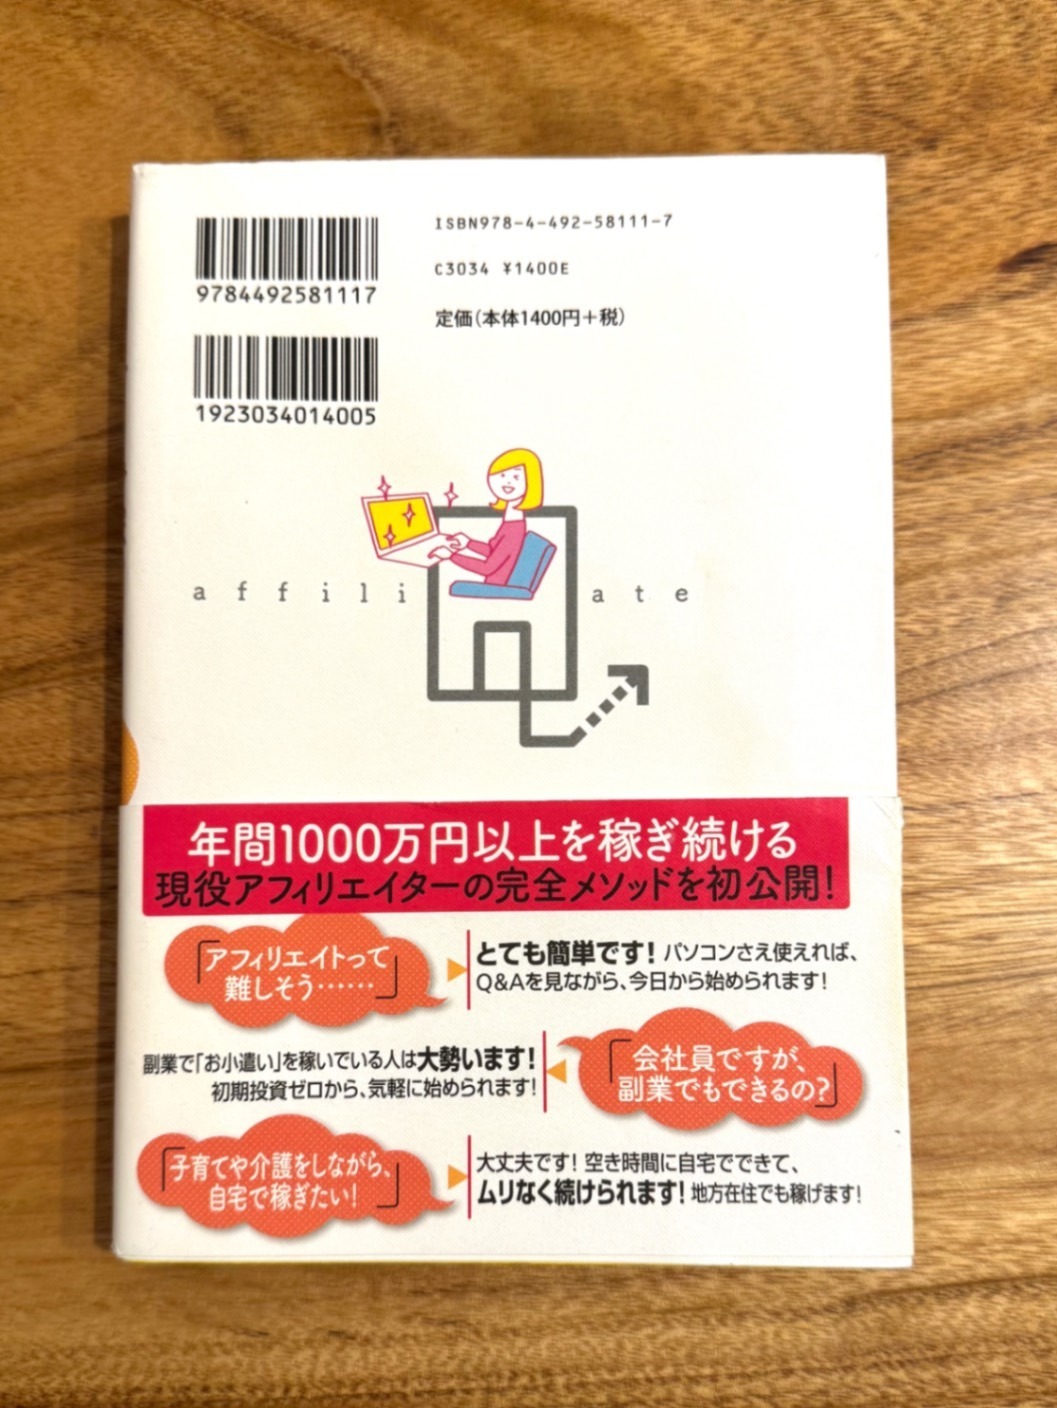 ISBN978-4-492-58111-7
9784492581117
C3034 ¥1400E
定価(本体1400円+税)
1923034014005
affiliate
年間1000万円以上を稼ぎ続ける
現役アフィリエイターの完全メソッドを初公開!
「アフィリエイトって
難しそう……」
とても簡単です! パソコンさえ使えれば、
Q&Aを見ながら、今日から始められます!
「会社員ですが、
副業でもできるの?」
副業で「お小遣い」を稼いでいる人は大勢います!
初期投資ゼロから、気軽に始められます!
「子育てや介護をしながら、
自宅で稼ぎたい!」
大丈夫です! 空き時間に自宅でできて、
ムリなく続けられます! 地方在住でも稼げます!